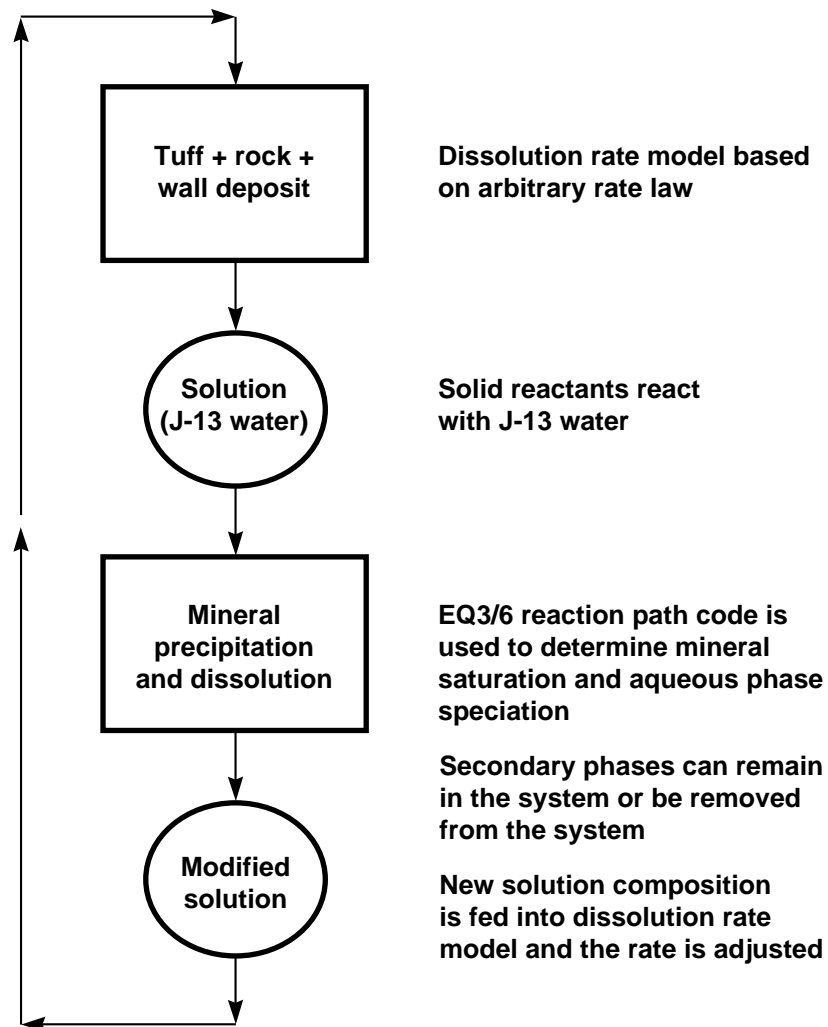 Tuff + rock +
wall deposit
Dissolution rate model based
on arbitrary rate law
Solution
(J-13 water)
Solid reactants react
with J-13 water
Mineral
precipitation
and dissolution
EQ3/6 reaction path code is
used to determine mineral
saturation and aqueous phase
speciation
Secondary phases can remain
in the system or be removed
from the system
Modified
solution
New solution composition
is fed into dissolution rate
model and the rate is adjusted